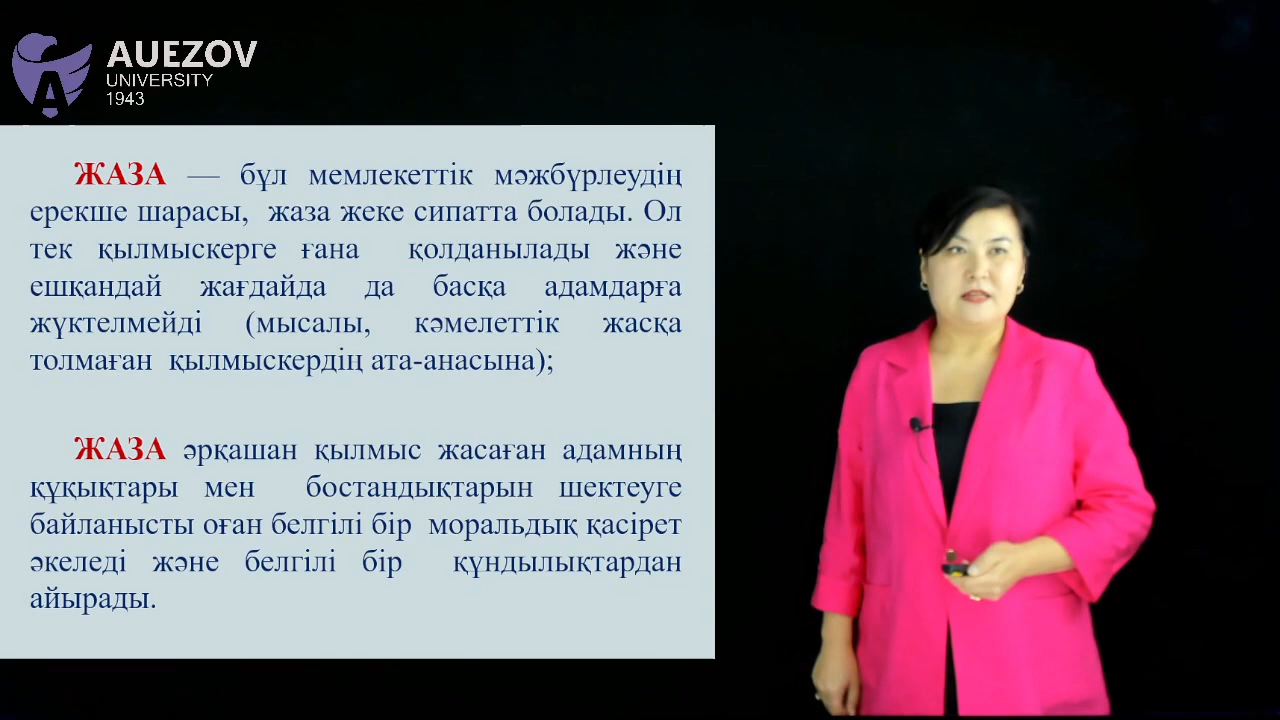 AUEZOV
UNIVERSITY
1943
ЖАЗА — бұл мемлекеттік мәжбүрлеудің
ерекше шарасы, жаза жеке сипатта болады. Ол
тек қылмыскерге ғана қолданылады және
ешқандай жағдайда да басқа адамдарға
жүктелмейді (мысалы, кәмелеттік жасқа
толмаған қылмыскердің ата-анасына);
ЖАЗА әрқашан қылмыс жасаған адамның
құқықтары мен бостандықтарын шектеуге
байланысты оған белгілі бір моральдық қасірет
әкеледі және белгілі бір құндылықтардан
айырады.